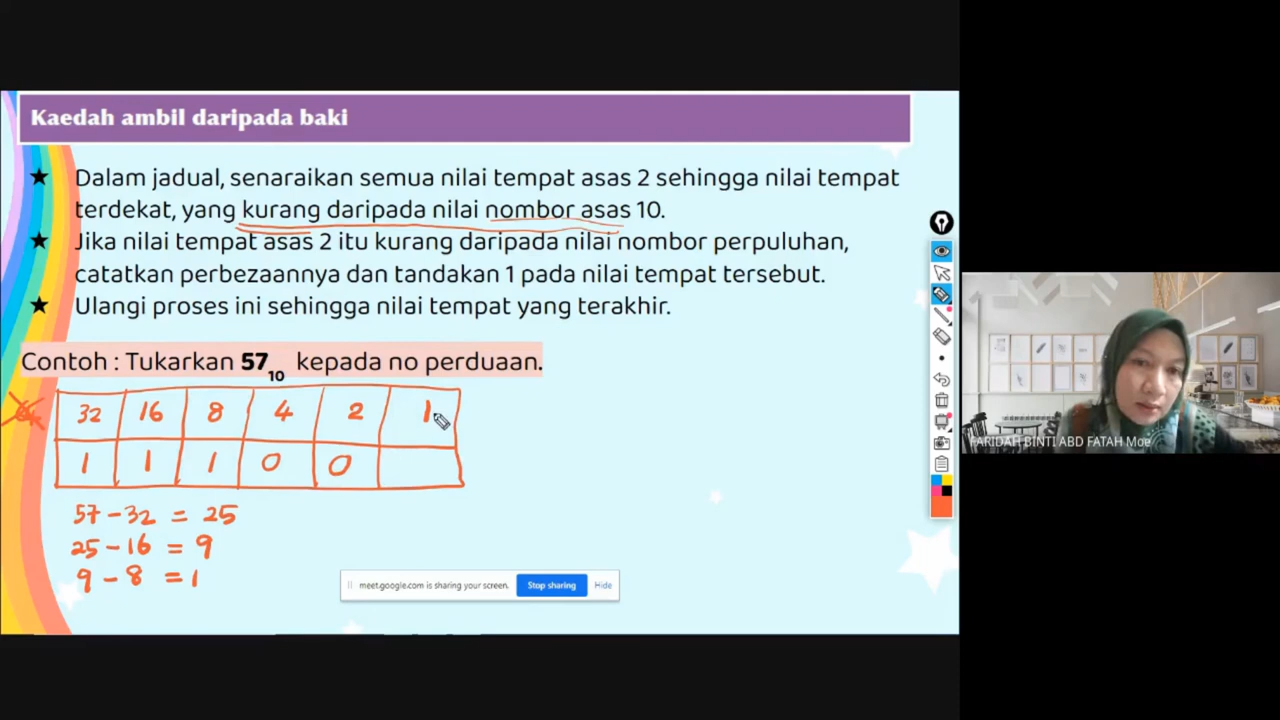 Kaedah ambil daripada baki
★ Dalam jadual, senaraikan semua nilai tempat asas 2 sehingga nilai tempat
terdekat, yang kurang daripada nilai nombor asas 10.
★ Jika nilai tempat asas 2 itu kurang daripada nilai nombor perpuluhan,
catatkan perbezaannya dan tandakan 1 pada nilai tempat tersebut.
★ Ulangi proses ini sehingga nilai tempat yang terakhir.
Contoh : Tukarkan 57₁₀ kepada no perduaan.
32 16 8 4 2 1
1 1 1 0 0
57 - 32 = 25
25 - 16 = 9
9 - 8 = 1
meet.google.com is sharing your screen. Stop sharing Hide
FARIDAH BINTI ABD FATAH Moe